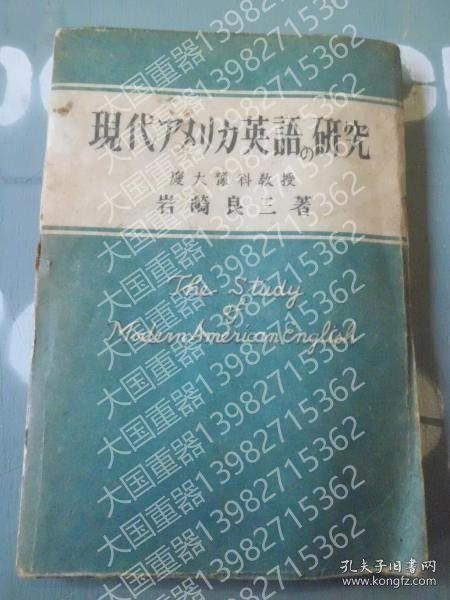 現代アメリカ英語の研究
慶大豫科教授
岩崎良三著
The Study
of
Modern American English
大国重器13982715362
孔夫子旧书网
www.kongfz.com